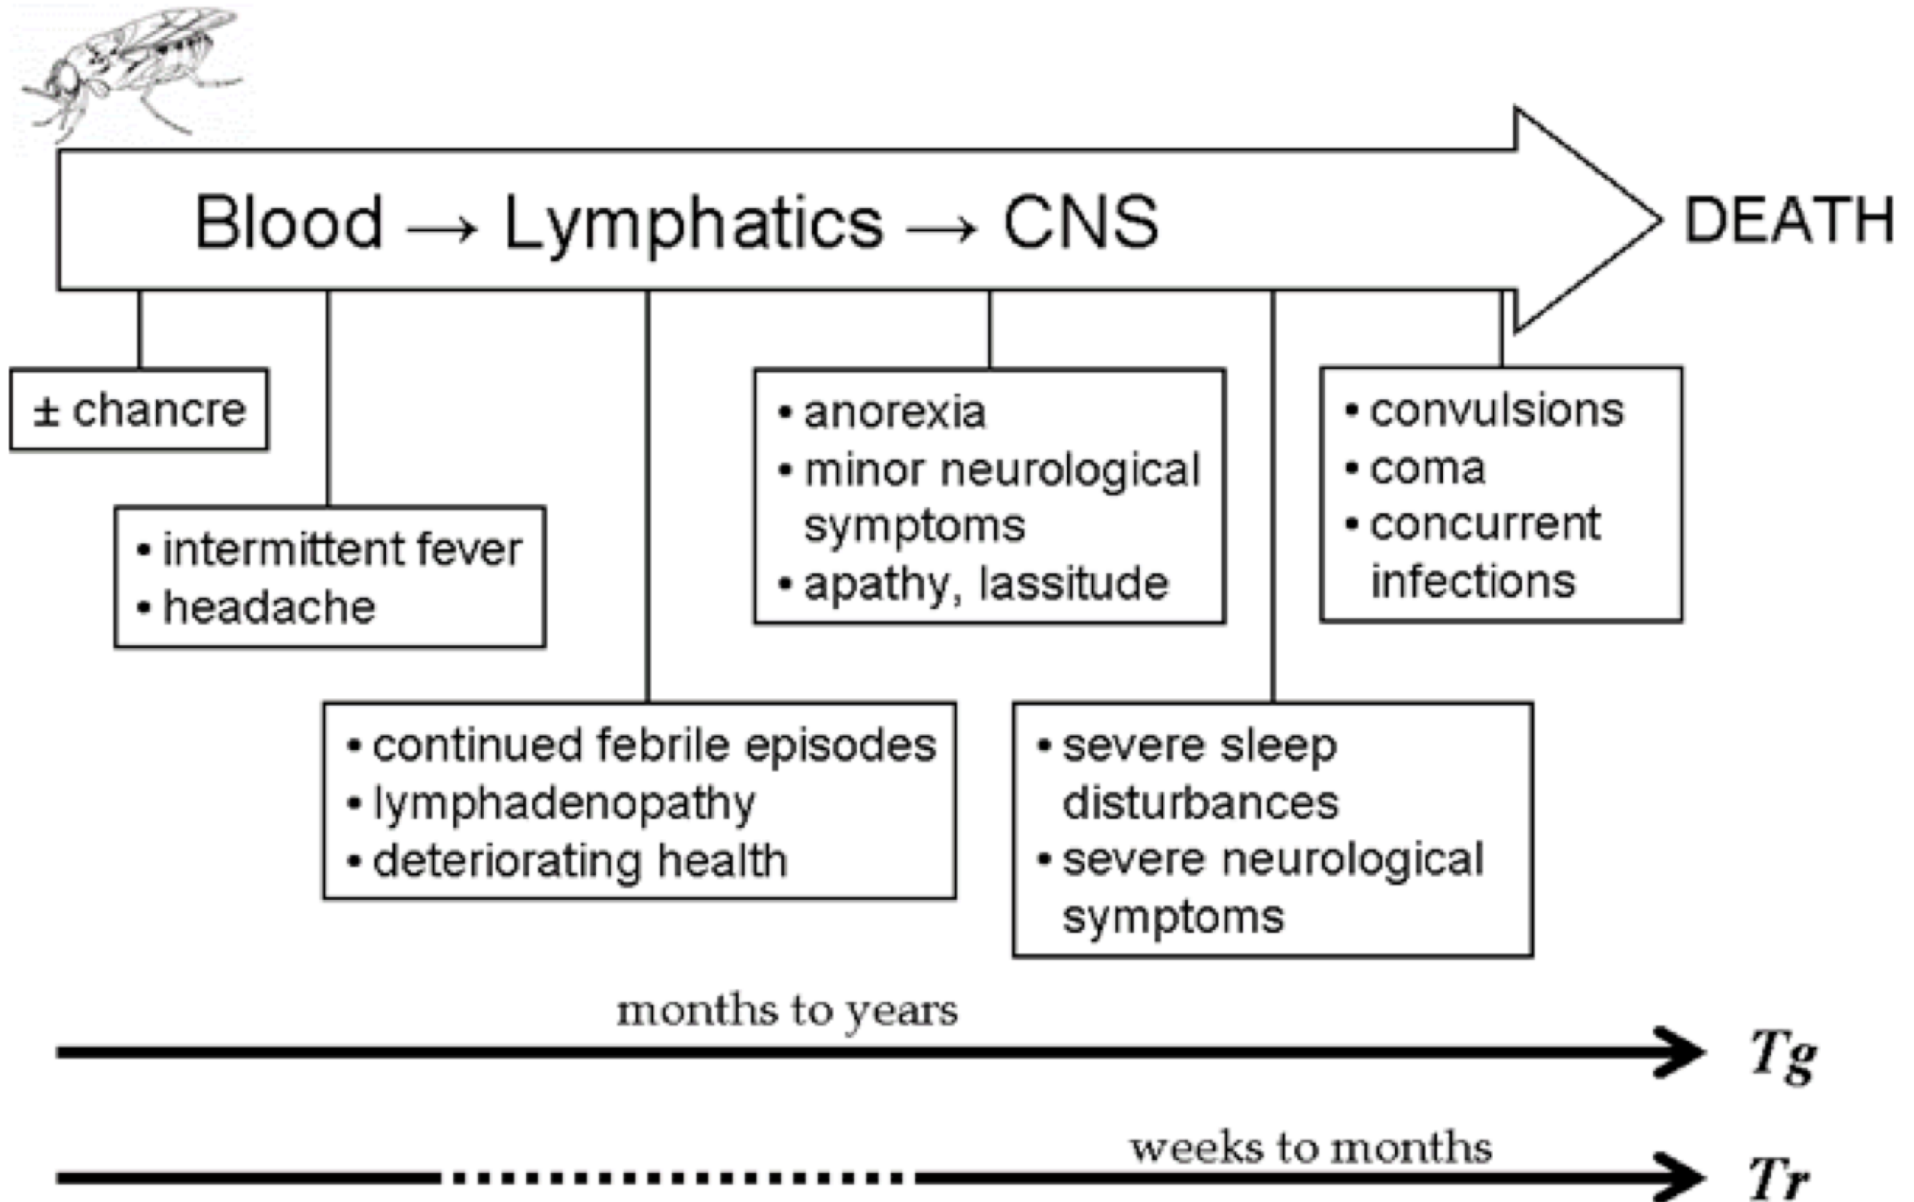 Blood → Lymphatics → CNS
DEATH
± chancre
• intermittent fever
• headache
• continued febrile episodes
• lymphadenopathy
• deteriorating health
• anorexia
• minor neurological
symptoms
• apathy, lassitude
• severe sleep
disturbances
• severe neurological
symptoms
• convulsions
• coma
• concurrent
infections
months to years
Tg
weeks to months
Tr